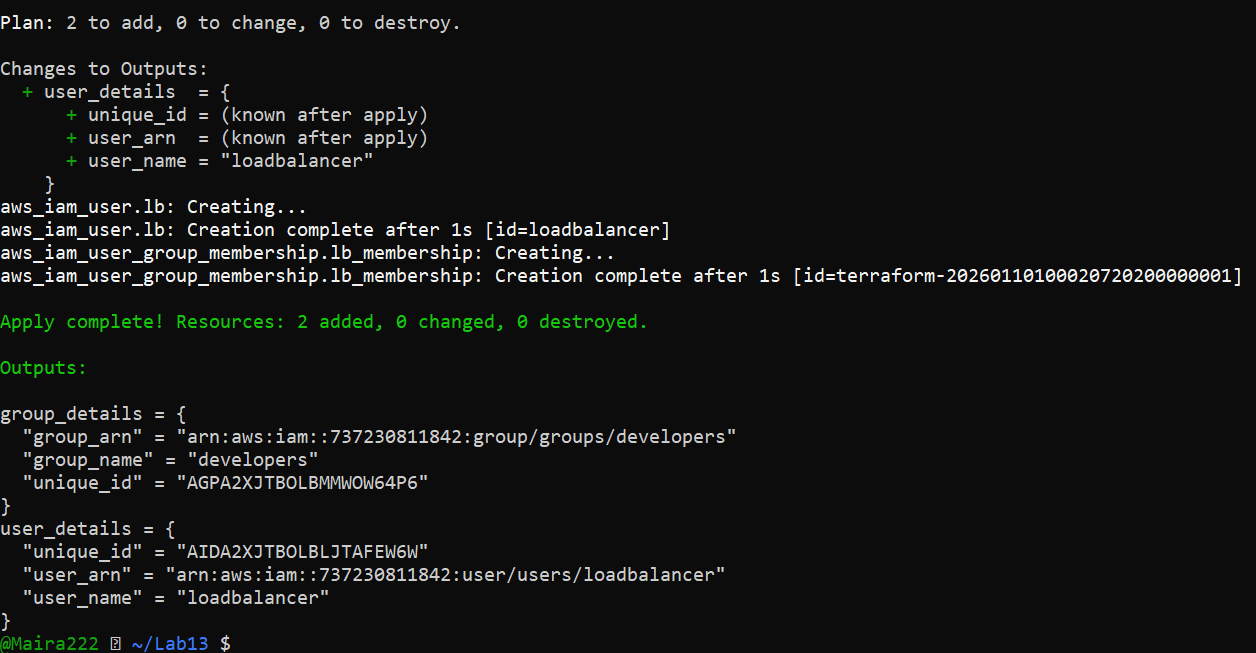 Plan: 2 to add, 0 to change, 0 to destroy.
Changes to Outputs:
  + user_details  = {
      + unique_id = (known after apply)
      + user_arn  = (known after apply)
      + user_name = "loadbalancer"
    }
aws_iam_user.lb: Creating...
aws_iam_user.lb: Creation complete after 1s [id=loadbalancer]
aws_iam_user_group_membership.lb_membership: Creating...
aws_iam_user_group_membership.lb_membership: Creation complete after 1s [id=terraform-20260110100020720200000001]
Apply complete! Resources: 2 added, 0 changed, 0 destroyed.
Outputs:
group_details = {
  "group_arn" = "arn:aws:iam::737230811842:group/groups/developers"
  "group_name" = "developers"
  "unique_id" = "AGPA2XJTBOLBMMWOW64P6"
}
user_details = {
  "unique_id" = "AIDA2XJTBOLBLJTAFEW6W"
  "user_arn" = "arn:aws:iam::737230811842:user/users/loadbalancer"
  "user_name" = "loadbalancer"
}
@Maira222 ~/Lab13 $